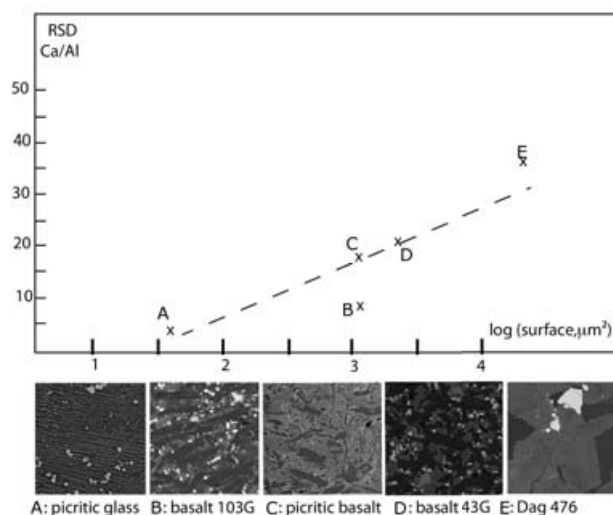 RSD
Ca/Al
50
40
30
20
10
A
B
C
D
E
log (surface,μm²)
1
2
3
4
A: picritic glass
B: basalt 103G
C: picritic basalt
D: basalt 43G
E: Dag 476